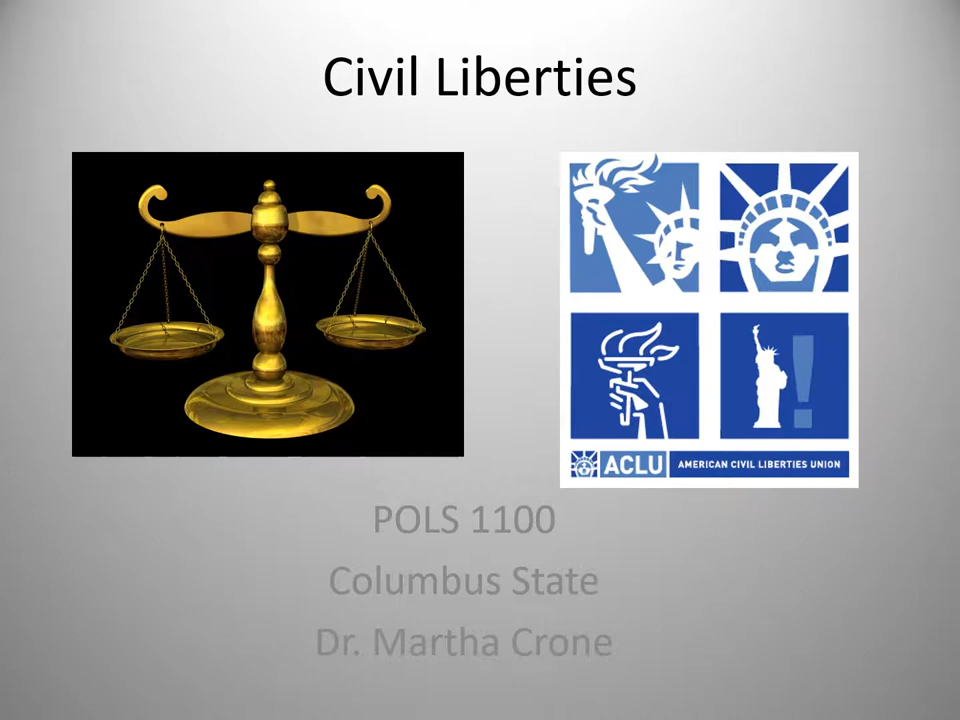 Civil Liberties
ACLU AMERICAN CIVIL LIBERTIES UNION
POLS 1100
Columbus State
Dr. Martha Crone